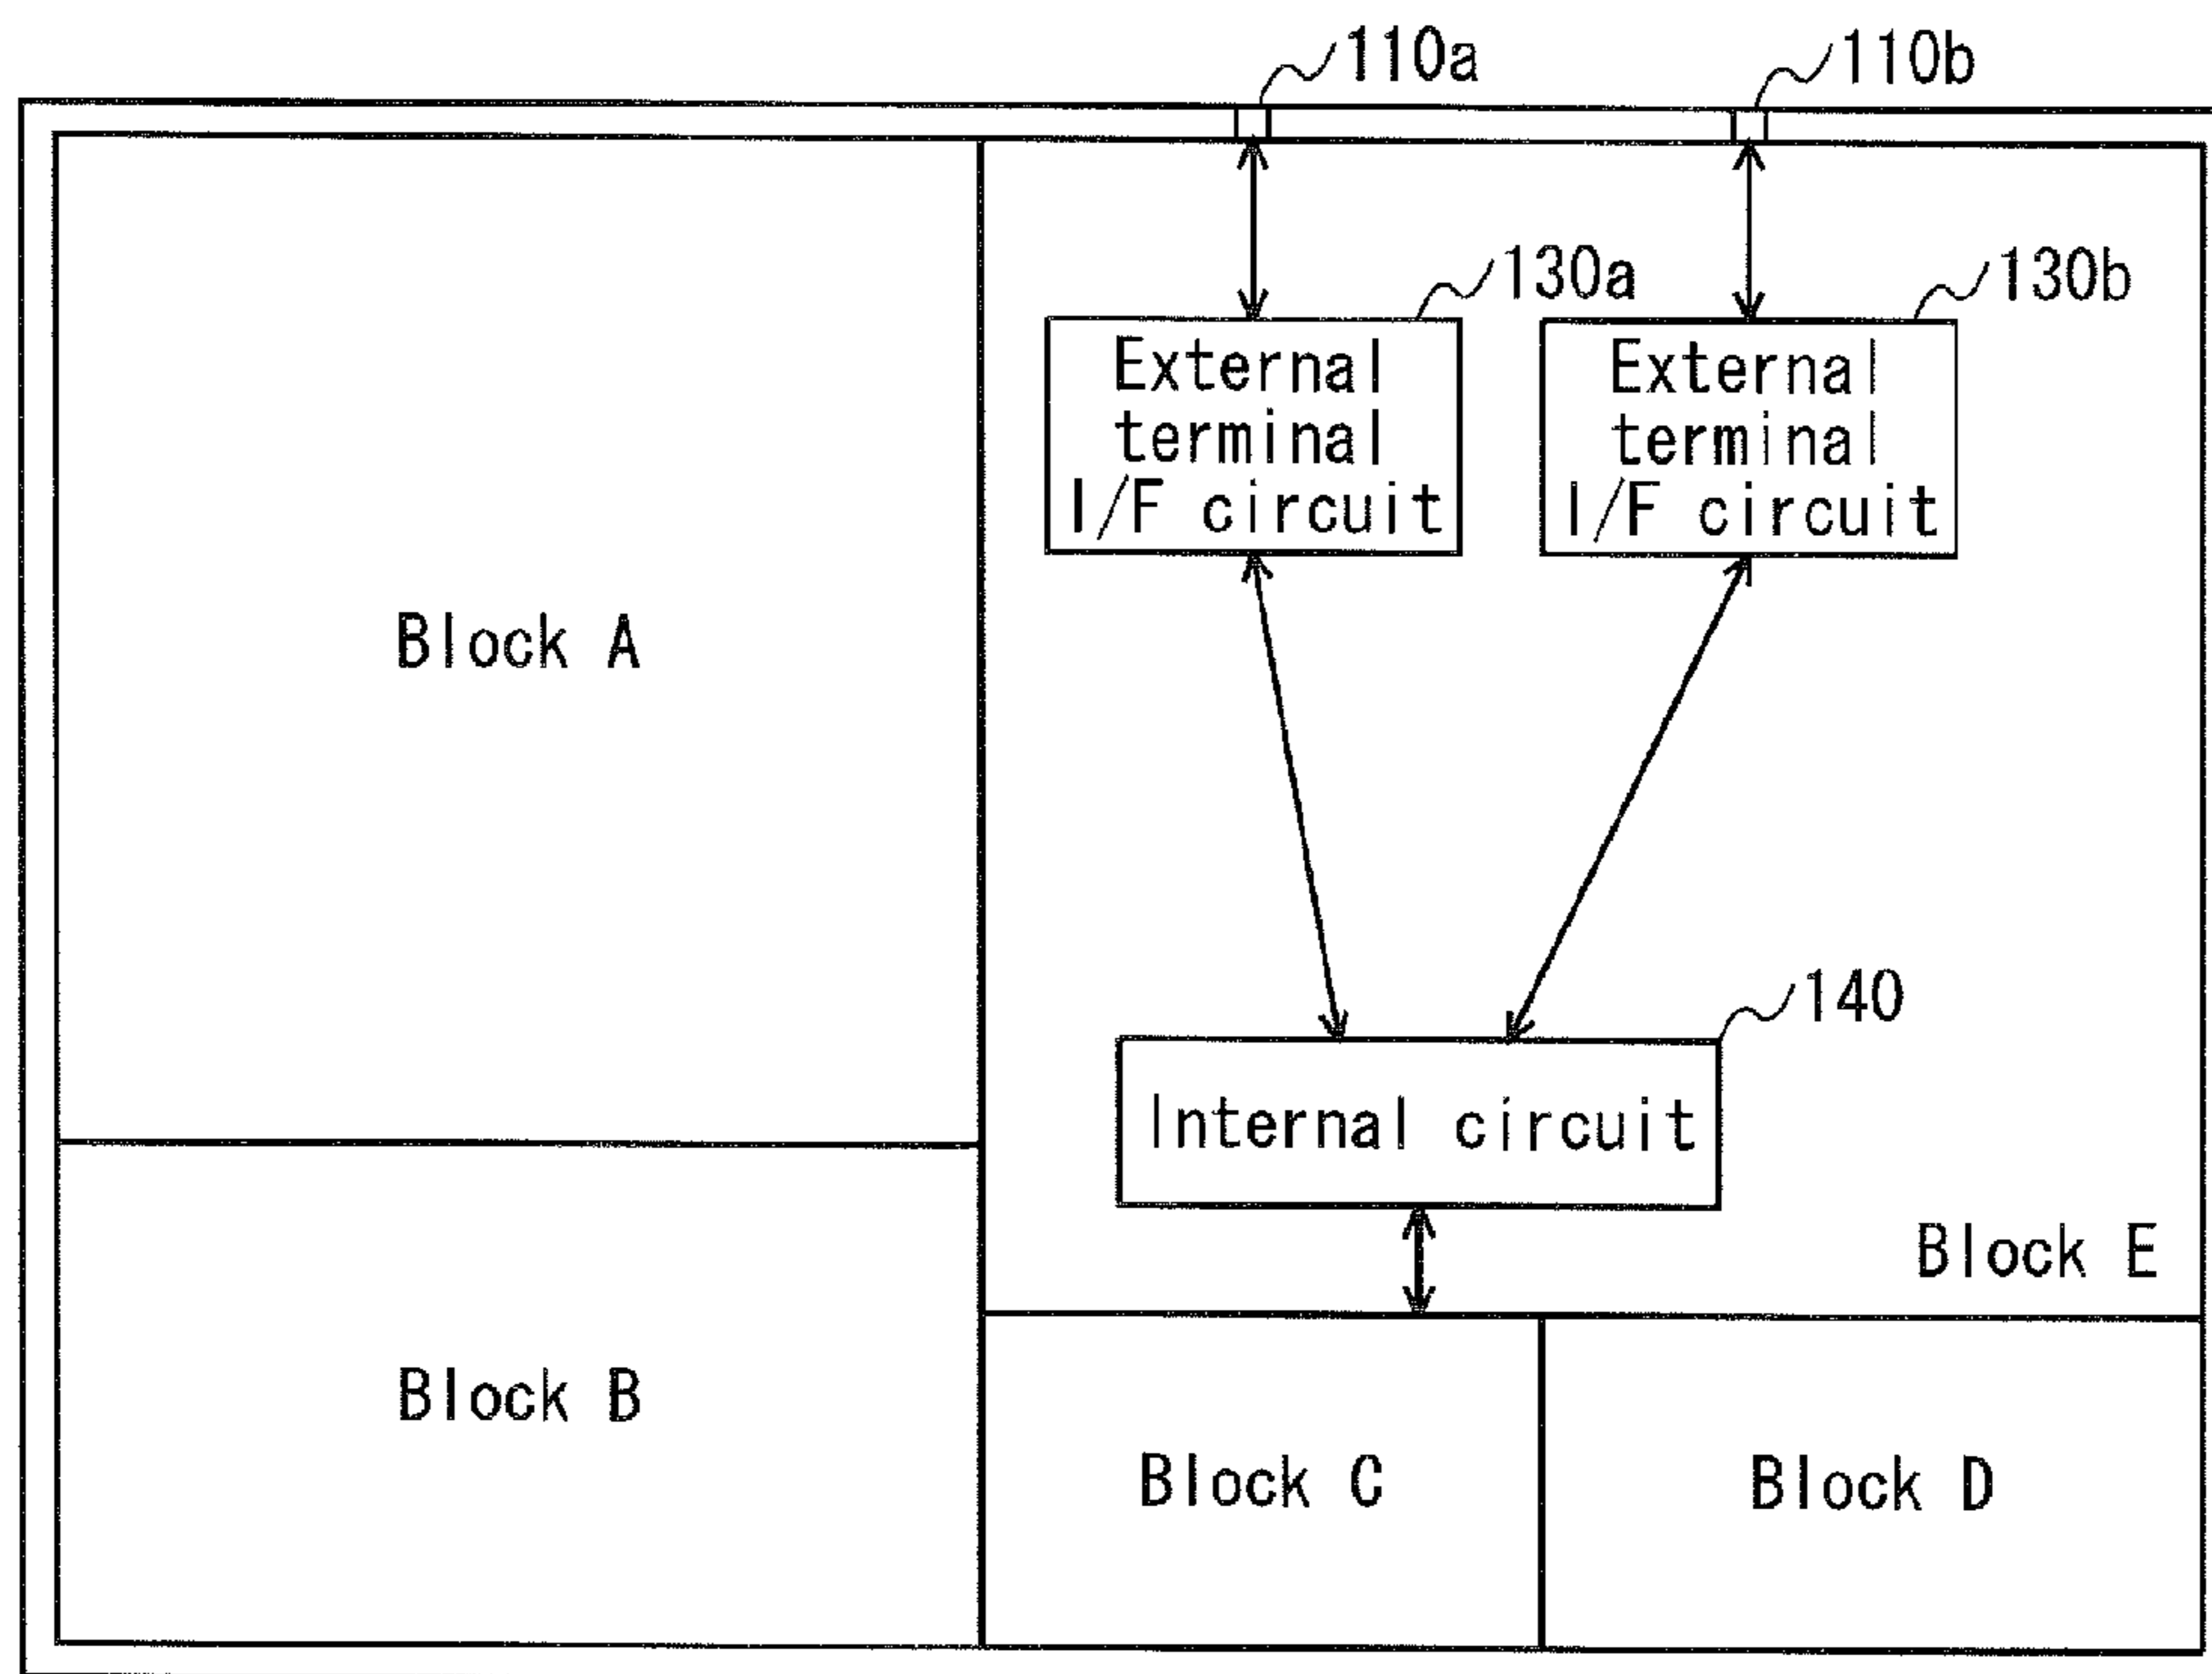 110a
110b
130a
130b
External
terminal
I/F circuit
External
terminal
I/F circuit
Block A
140
Internal circuit
Block E
Block B
Block C
Block D